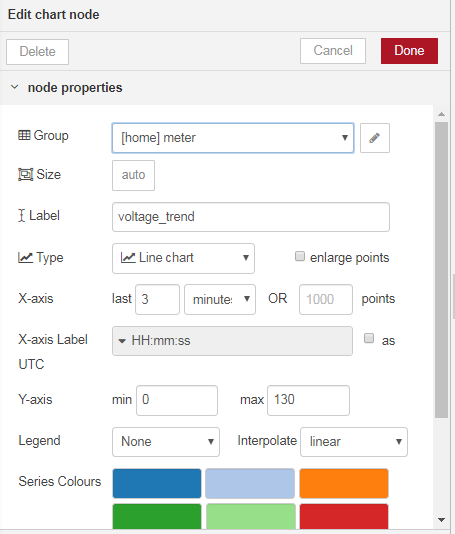 Edit chart node
Delete Cancel Done
node properties
Group [home] meter
Size auto
Label voltage_trend
Type Line chart enlarge points
X-axis last 3 minutes OR 1000 points
X-axis Label HH:mm:ss as
UTC
Y-axis min 0 max 130
Legend None Interpolate linear
Series Colours